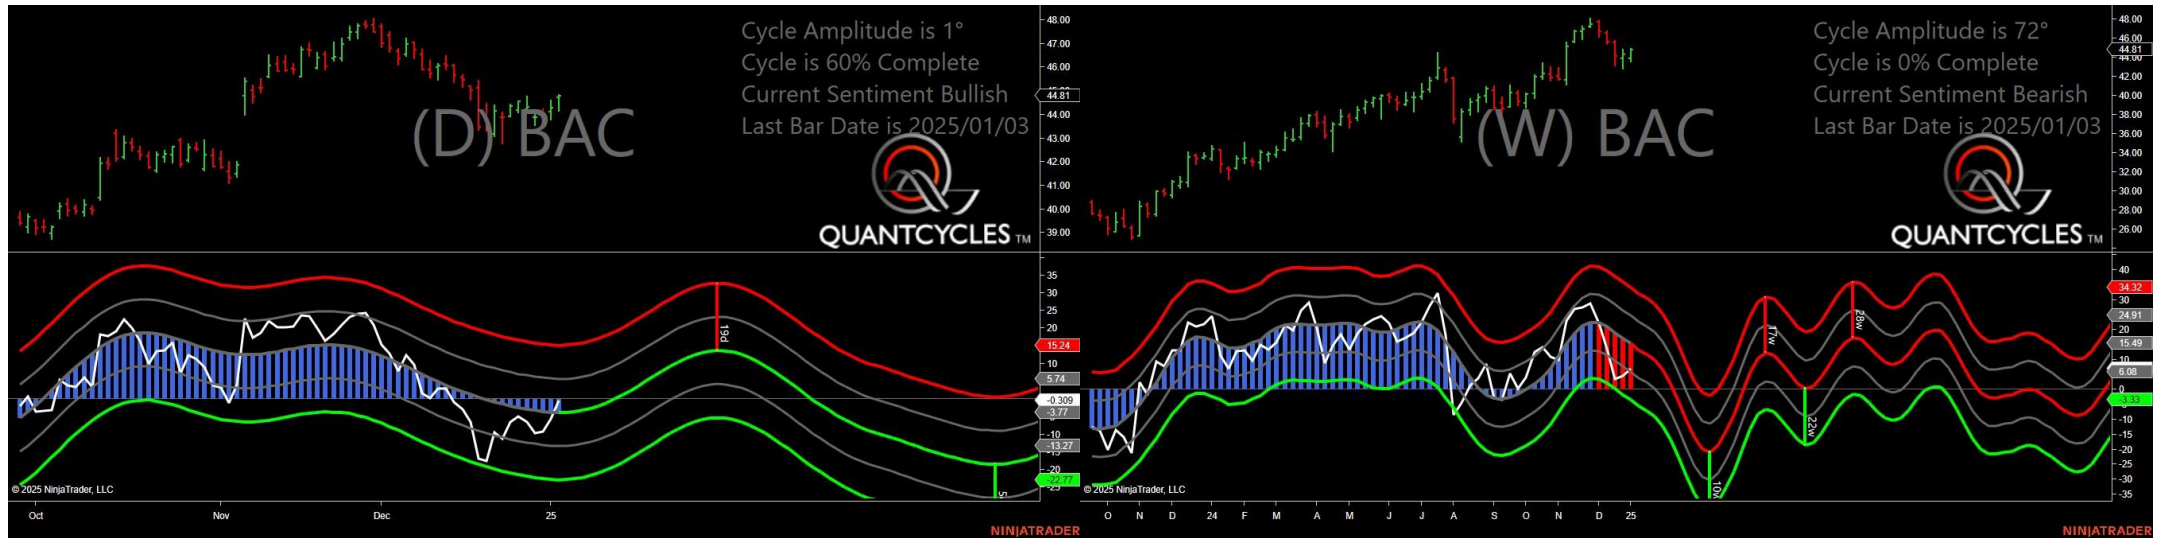 Cycle Amplitude is 1°
Cycle is 60% Complete
Current Sentiment Bullish
Last Bar Date is 2025/01/03
(D) BAC
QUANTCYCLES TM
48.00
47.00
46.00
44.81
44.00
43.00
42.00
41.00
40.00
39.00
35
30
25
20
15.24
10
5.74
-0.309
-3.77
-10
-13.27
-20
-22.77
19d
© 2025 NinjaTrader, LLC
Oct Nov Dec 25
NINJATRADER
Cycle Amplitude is 72°
Cycle is 0% Complete
Current Sentiment Bearish
Last Bar Date is 2025/01/03
(W) BAC
QUANTCYCLES TM
48.00
46.00
44.81
44.00
42.00
40.00
38.00
36.00
34.00
32.00
30.00
28.00
26.00
40
34.32
30
24.91
20
15.49
10
6.08
0
-3.33
-10
-15
-20
-25
-30
-35
17w
28w
22w
© 2025 NinjaTrader, LLC
O N D 24 F M A M J J A S O N D 25
NINJATRADER